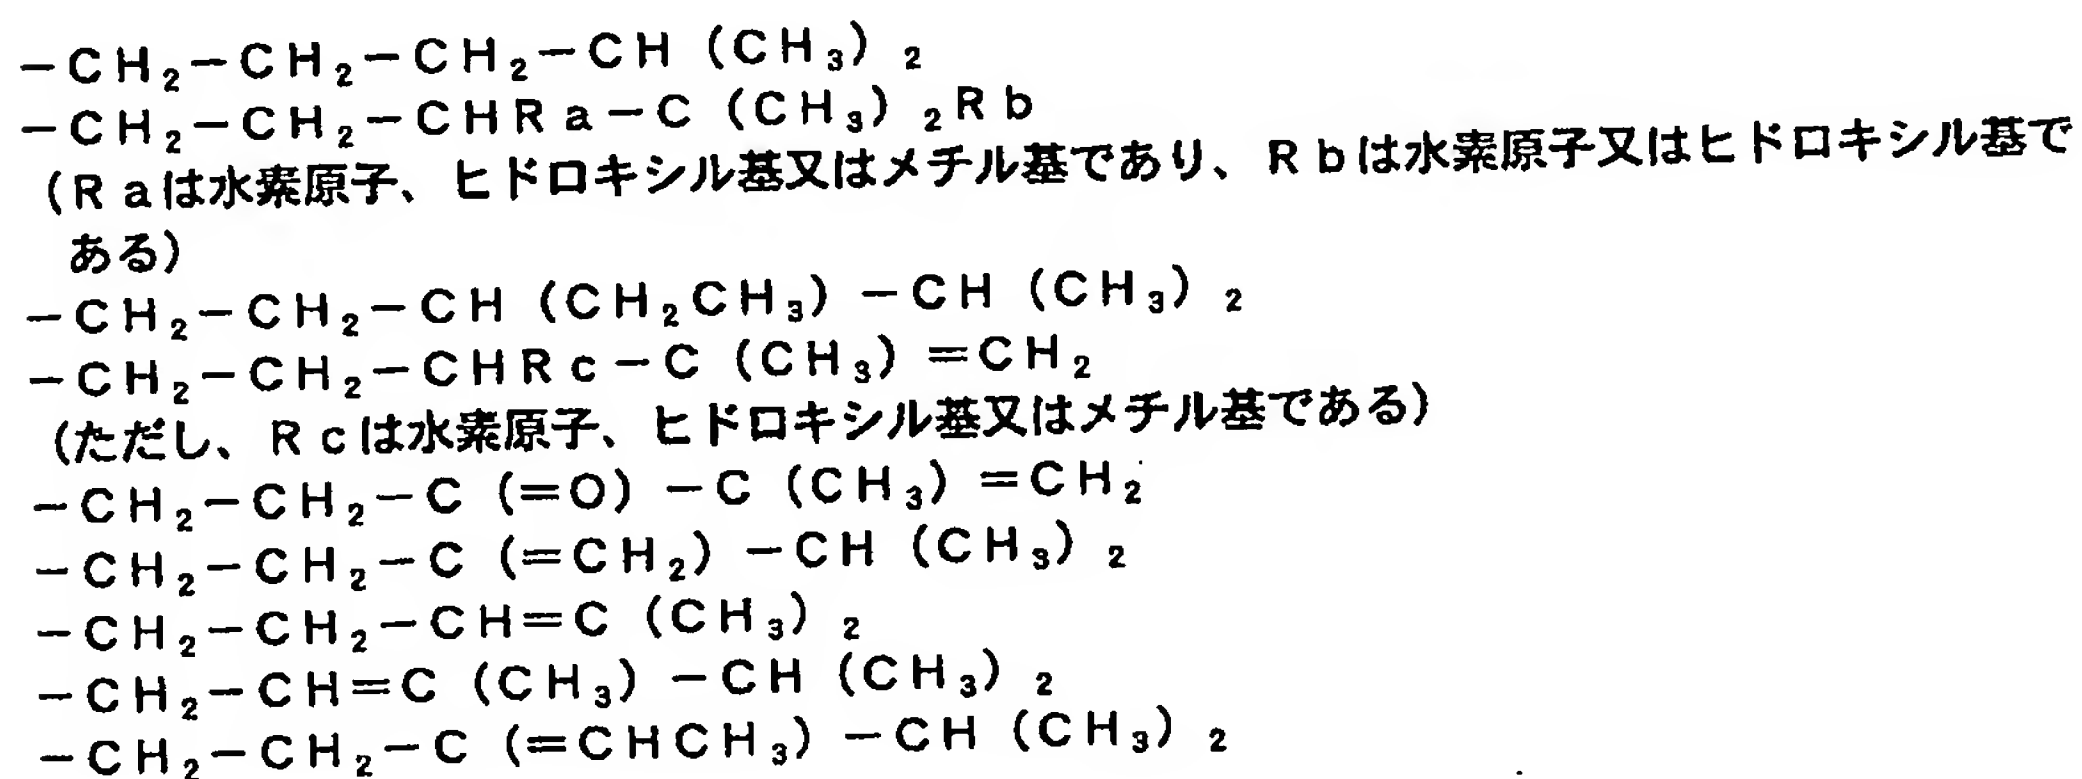 －CH₂－CH₂－CH₂－CH（CH₃）₂
－CH₂－CH₂－CHRa－C（CH₃）₂Rb
（Raは水素原子、ヒドロキシル基又はメチル基であり、Rbは水素原子又はヒドロキシル基で
ある）
－CH₂－CH₂－CH（CH₂CH₃）－CH（CH₃）₂
－CH₂－CH₂－CHRc－C（CH₃）＝CH₂
（ただし、Rcは水素原子、ヒドロキシル基又はメチル基である）
－CH₂－CH₂－C（＝O）－C（CH₃）＝CH₂
－CH₂－CH₂－C（＝CH₂）－CH（CH₃）₂
－CH₂－CH₂－CH＝C（CH₃）₂
－CH₂－CH＝C（CH₃）－CH（CH₃）₂
－CH₂－CH₂－C（＝CHCH₃）－CH（CH₃）₂